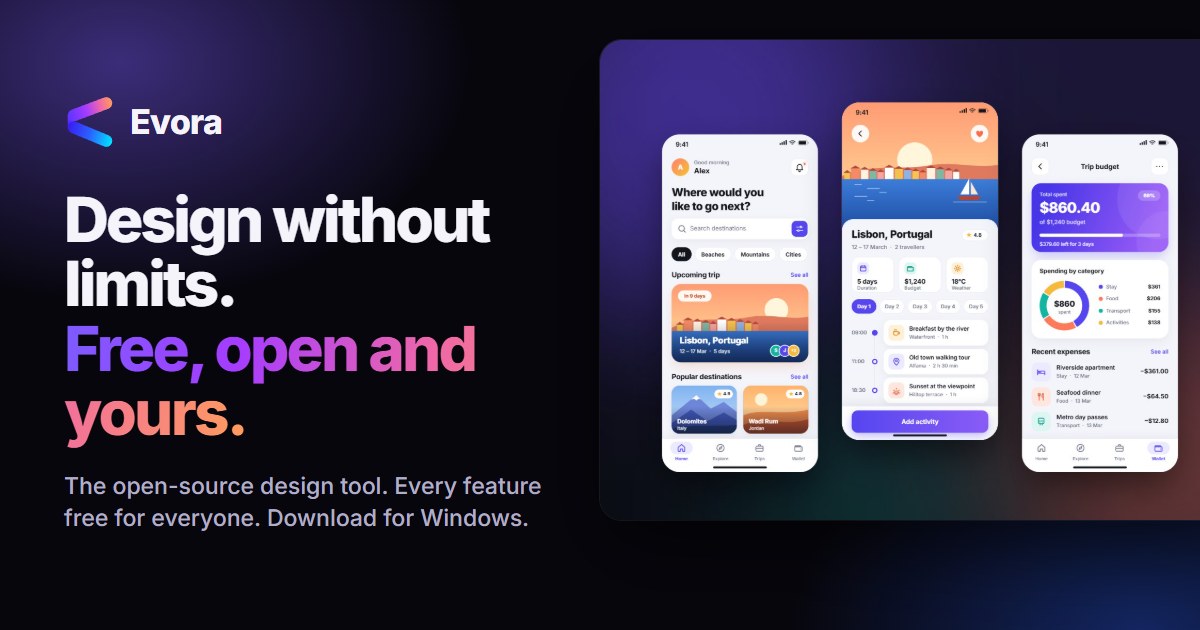 Evora
Design without
limits.
Free, open and
yours.
The open-source design tool. Every feature
free for everyone. Download for Windows.
9:41
Good morning
Alex
Where would you
like to go next?
Search destinations
All
Beaches
Mountains
Cities
Upcoming trip
See all
In 9 days
Lisbon, Portugal
12 – 17 Mar · 5 days
Popular destinations
See all
4.9
Dolomites
Italy
4.8
Wadi Rum
Jordan
Home
Explore
Trips
Wallet
9:41
Lisbon, Portugal
4.8
12 – 17 March · 2 travellers
5 days
Duration
$1,240
Budget
18°C
Weather
Day 1
Day 2
Day 3
Day 4
Day 5
09:00
Breakfast by the river
Waterfront · 1 h
11:00
Old town walking tour
Alfama · 2 h 30 min
18:30
Sunset at the viewpoint
Hilltop terrace · 1 h
Add activity
9:41
Trip budget
Total spent
69%
$860.40
of $1,240 budget
$379.60 left for 3 days
Spending by category
$860
spent
Stay
$361
Food
$206
Transport
$155
Activities
$138
Recent expenses
See all
Riverside apartment
Stay · 12 Mar
−$361.00
Seafood dinner
Food · 13 Mar
−$64.50
Metro day passes
Transport · 13 Mar
−$12.80
Home
Explore
Trips
Wallet